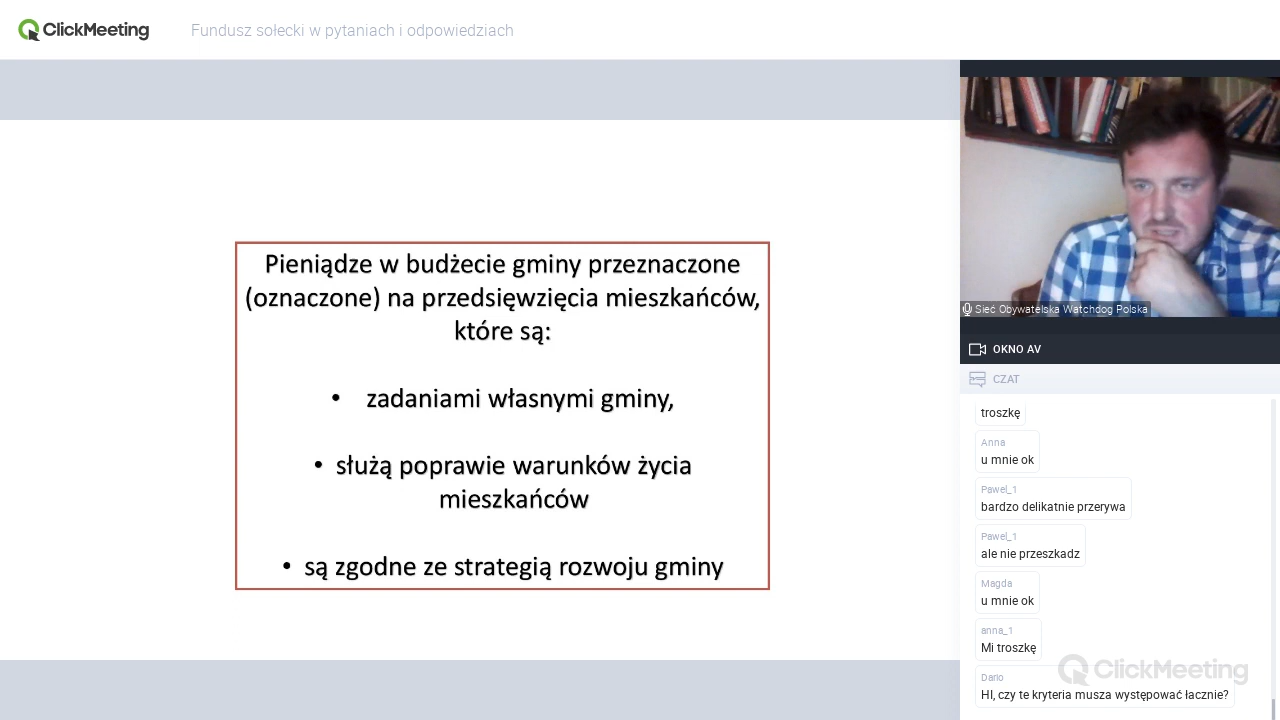 ClickMeeting
Fundusz sołecki w pytaniach i odpowiedziach
Pieniądze w budżecie gminy przeznaczone
(oznaczone) na przedsięwzięcia mieszkańców,
które są:
• zadaniami własnymi gminy,
• służą poprawie warunków życia
mieszkańców
• są zgodne ze strategią rozwoju gminy
Sieć Obywatelska Watchdog Polska
OKNO AV
CZAT
troszkę
Anna
u mnie ok
Pawel_1
bardzo delikatnie przerywa
Pawel_1
ale nie przeszkadz
Magda
u mnie ok
anna_1
Mi troszkę
Dario
HI, czy te kryteria musza występować łacznie?
ClickMeeting